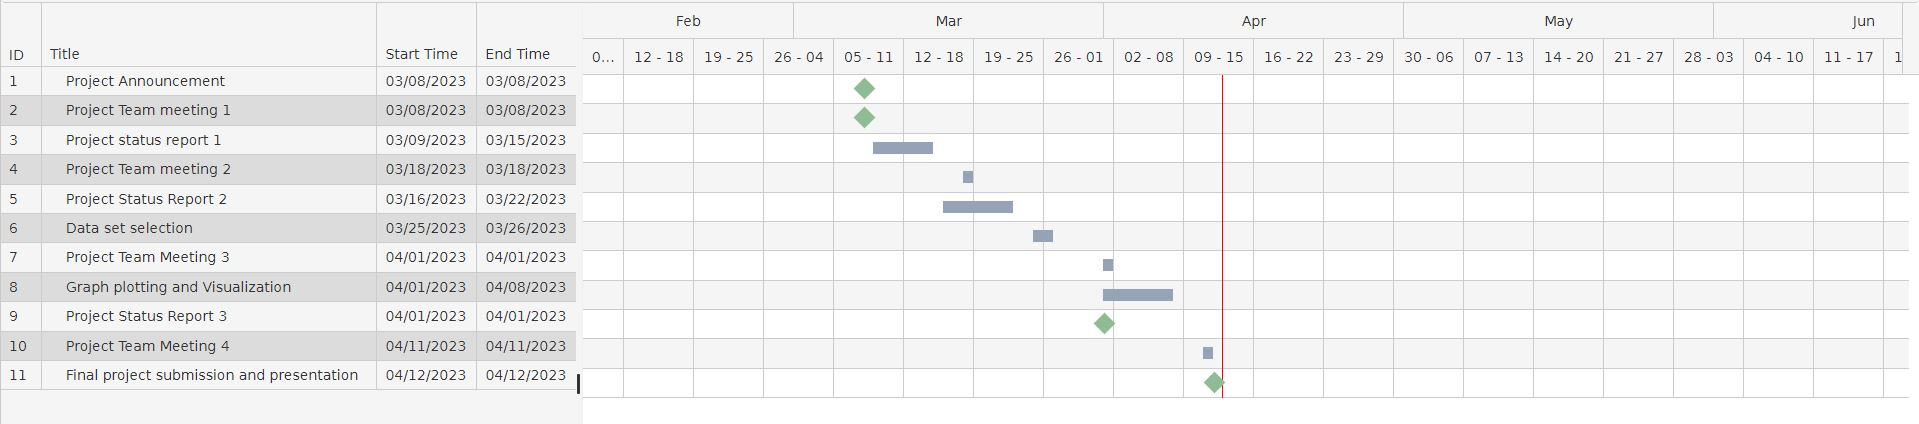 Feb Mar Apr May Jun
ID Title Start Time End Time 0... 12 - 18 19 - 25 26 - 04 05 - 11 12 - 18 19 - 25 26 - 01 02 - 08 09 - 15 16 - 22 23 - 29 30 - 06 07 - 13 14 - 20 21 - 27 28 - 03 04 - 10 11 - 17 1
1 Project Announcement 03/08/2023 03/08/2023
2 Project Team meeting 1 03/08/2023 03/08/2023
3 Project status report 1 03/09/2023 03/15/2023
4 Project Team meeting 2 03/18/2023 03/18/2023
5 Project Status Report 2 03/16/2023 03/22/2023
6 Data set selection 03/25/2023 03/26/2023
7 Project Team Meeting 3 04/01/2023 04/01/2023
8 Graph plotting and Visualization 04/01/2023 04/08/2023
9 Project Status Report 3 04/01/2023 04/01/2023
10 Project Team Meeting 4 04/11/2023 04/11/2023
11 Final project submission and presentation 04/12/2023 04/12/2023